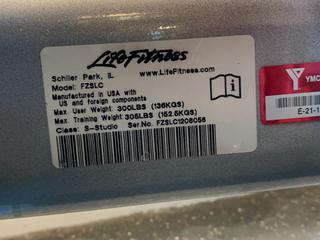 LifeFitness
Schiller Park, IL www.LifeFitness.com
Model: FZSLC
Manufactured in USA with
US and foreign components
Max User Weight: 300LBS (136KGS)
Max Training Weight: 305LBS (152.5KGS)
Class: S-Studio Ser.No. FZSLC1208056
YMC
E-21-1